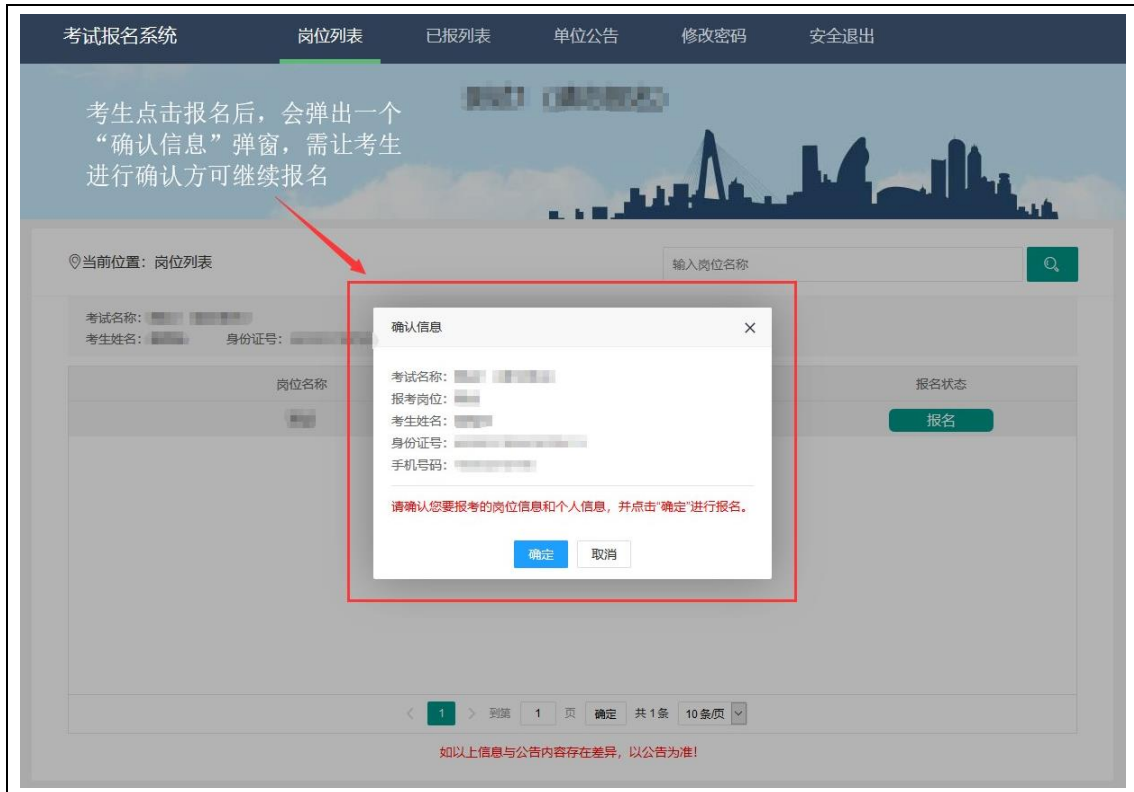 考试报名系统 岗位列表 已报列表 单位公告 修改密码 安全退出
考生点击报名后，会弹出一个
“确认信息”弹窗，需让考生
进行确认方可继续报名
当前位置：岗位列表
输入岗位名称
考试名称：
考生姓名： 身份证号：
岗位名称 报名状态
报名
确认信息
考试名称：
报考岗位：
考生姓名：
身份证号：
手机号码：
请确认您要报考的岗位信息和个人信息，并点击“确定”进行报名。
确定 取消
1 到第 1 页 确定 共1条 10条/页
如以上信息与公告内容存在差异，以公告为准！